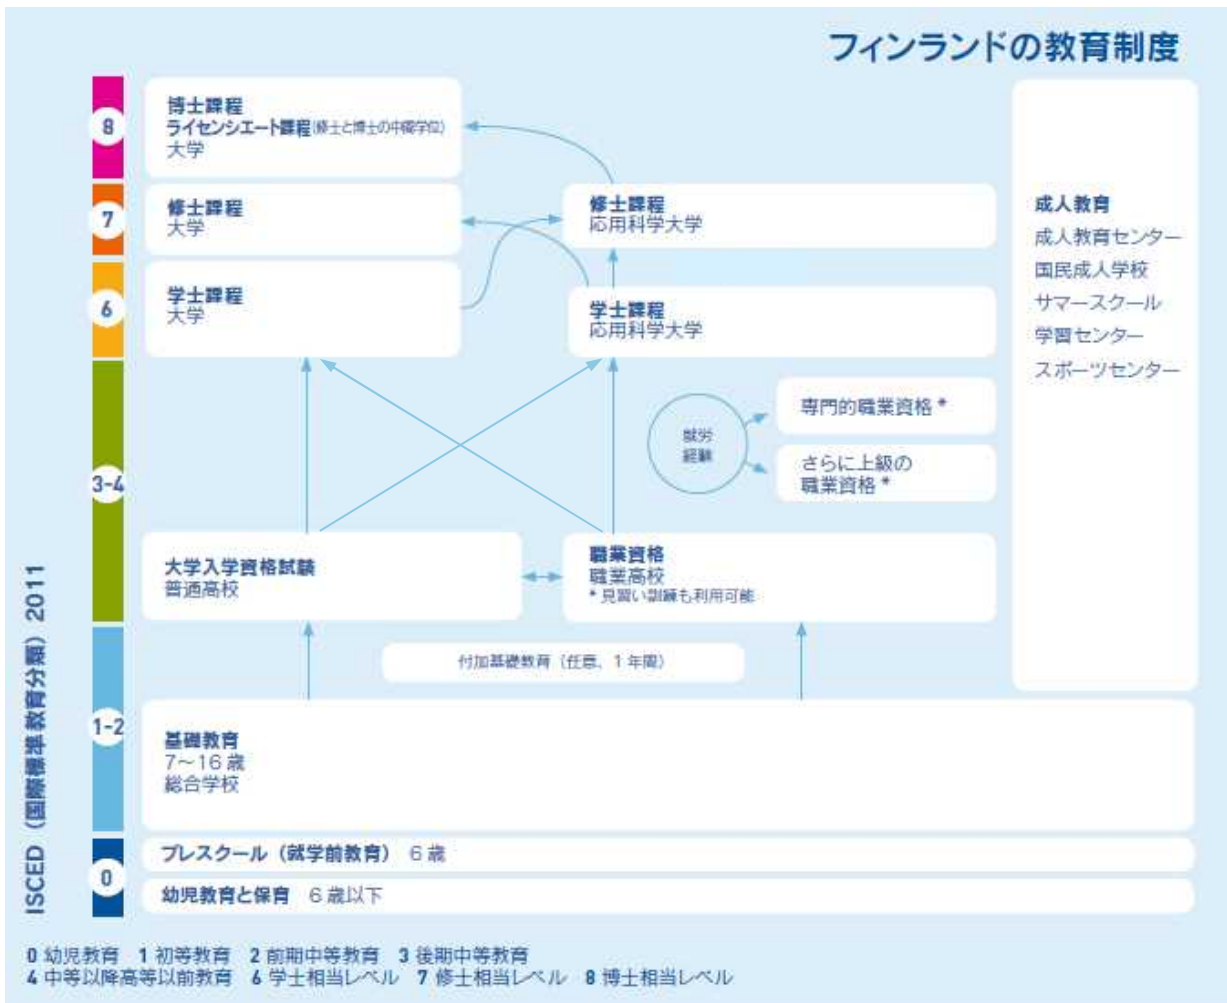 フィンランドの教育制度
8
博士課程
ライセンシエート課程(修士と博士の中間学位)
大学
7
修士課程
大学
修士課程
応用科学大学
6
学士課程
大学
学士課程
応用科学大学
成人教育
成人教育センター
国民成人学校
サマースクール
学習センター
スポーツセンター
3-4
就労
経験
専門的職業資格 *
さらに上級の
職業資格 *
大学入学資格試験
普通高校
職業資格
職業高校
* 見習い訓練も利用可能
付加基礎教育（任意、1 年間）
1-2
基礎教育
7～16 歳
総合学校
0
プレスクール（就学前教育） 6 歳
幼児教育と保育 6 歳以下
ISCED（国際標準教育分類）2011
0 幼児教育 1 初等教育 2 前期中等教育 3 後期中等教育
4 中等以降高等以前教育 6 学士相当レベル 7 修士相当レベル 8 博士相当レベル